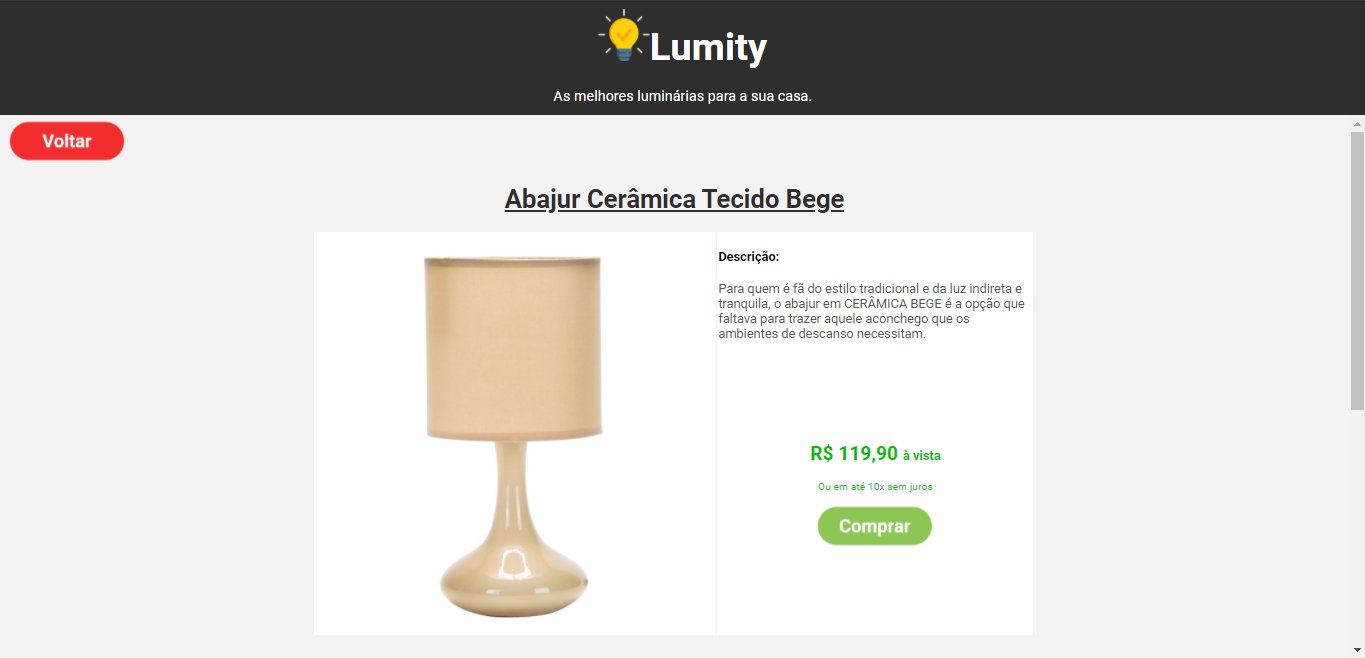 Lumity
As melhores luminárias para a sua casa.
Voltar
Abajur Cerâmica Tecido Bege
Descrição:
Para quem é fã do estilo tradicional e da luz indireta e
tranquila, o abajur em CERÂMICA BEGE é a opção que
faltava para trazer aquele aconchego que os
ambientes de descanso necessitam.
R$ 119,90 à vista
Ou em até 10x sem juros
Comprar